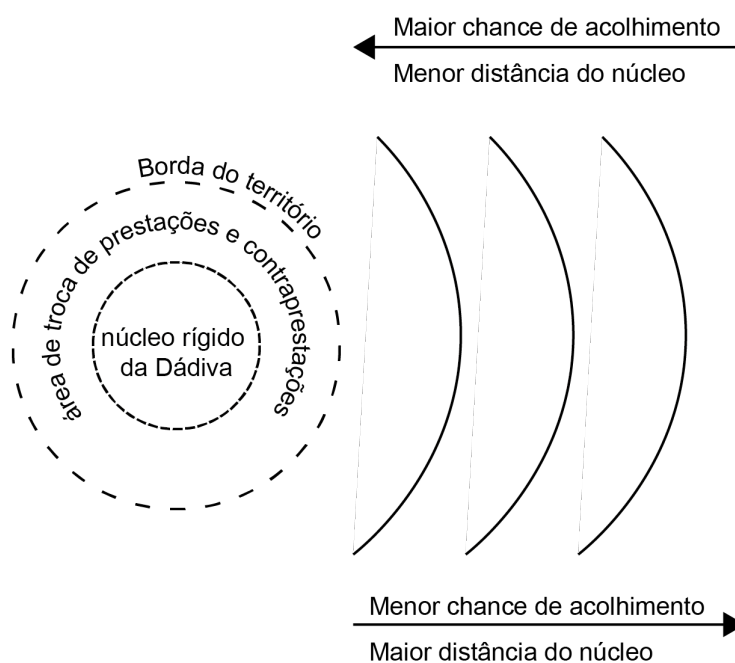 Maior chance de acolhimento
Menor distância do núcleo
Borda do território
área de troca de prestações e contraprestações
núcleo rígido
da Dádiva
Menor chance de acolhimento
Maior distância do núcleo